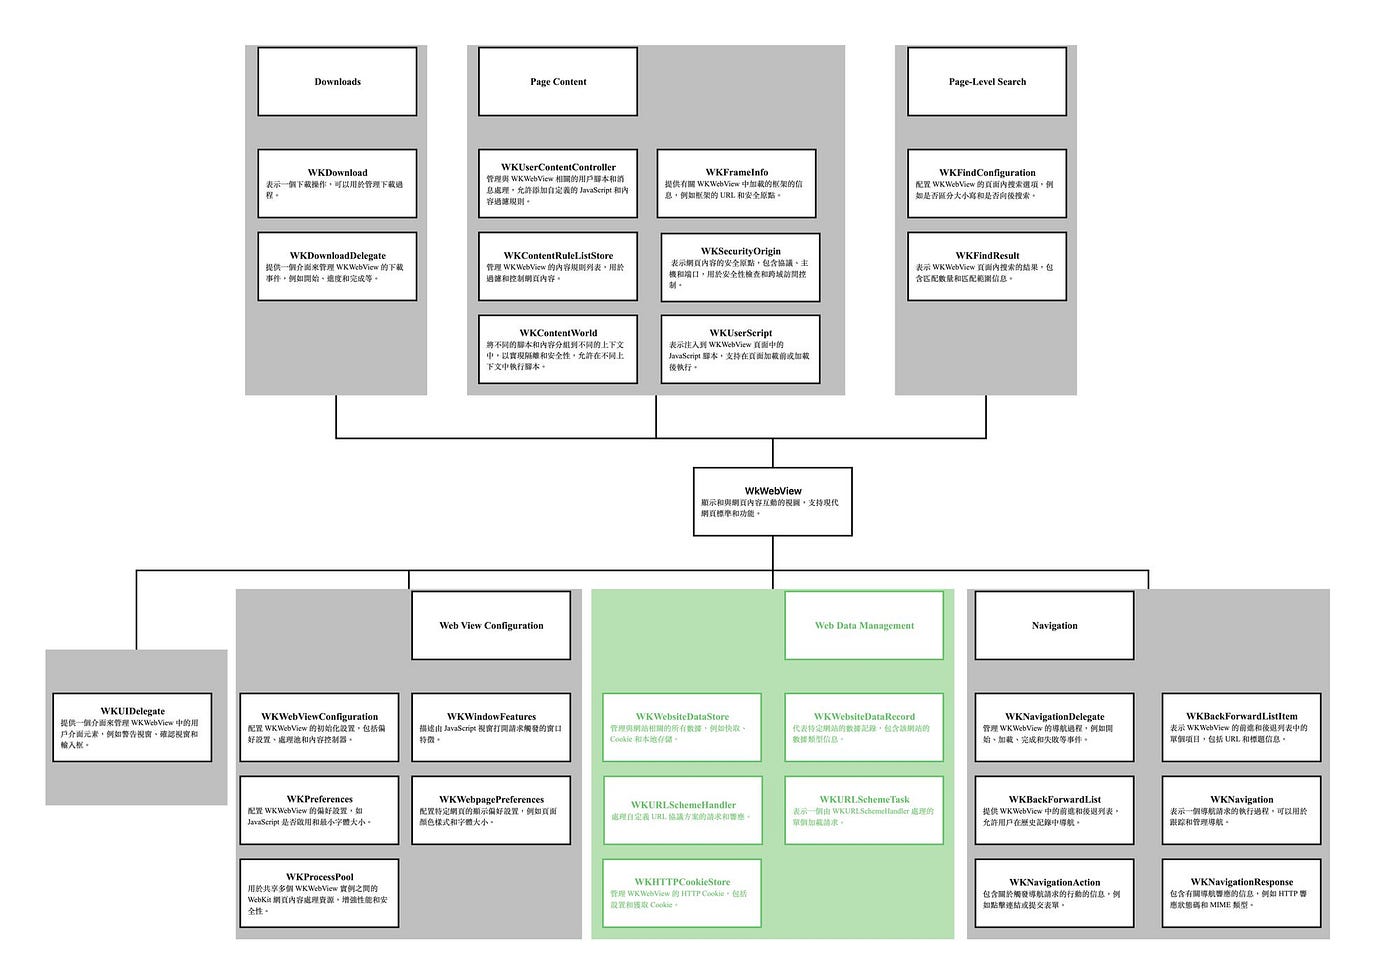 Downloads
WKDownload
表示一個下載操作，可以用於管理下載過
程。
WKDownloadDelegate
提供一個介面來管理 WKWebView 的下載
事件，例如開始、進度和完成等。
Page Content
WKUserContentController
管理與 WKWebView 相關的用戶腳本和消
息處理，允許添加自定義的 JavaScript 和內
容過濾規則。
WKFrameInfo
提供有關 WKWebView 中加載的框架的信
息，例如框架的 URL 和安全原點。
WKContentRuleListStore
管理 WKWebView 的內容規則列表，用於
過濾和控制網頁內容。
WKSecurityOrigin
表示網頁內容的安全原點，包含協議、主
機和端口，用於安全性檢查和跨域訪問控
制。
WKContentWorld
將不同的腳本和內容分組到不同的上下文
中，以實現隔離和安全性，允許在不同上
下文中執行腳本。
WKUserScript
表示注入到 WKWebView 頁面中的
JavaScript 腳本，支持在頁面加載前或加載
後執行。
Page-Level Search
WKFindConfiguration
配置 WKWebView 的頁面內搜索選項，例
如是否區分大小寫和是否向後搜索。
WKFindResult
表示 WKWebView 頁面內搜索的結果，包
含匹配數量和匹配範圍信息。
WkWebView
顯示和與網頁內容互動的視圖，支持現代
網頁標準和功能。
WKUIDelegate
提供一個介面來管理 WKWebView 中的用
戶介面元素，例如警告視窗、確認視窗和
輸入框。
Web View Configuration
WKWebViewConfiguration
配置 WKWebView 的初始化設置，包括偏
好設置、處理池和內容控制器。
WKWindowFeatures
描述由 JavaScript 視窗打開請求觸發的窗口
特徵。
WKPreferences
配置 WKWebView 的偏好設置，如
JavaScript 是否啟用和最小字體大小。
WKWebpagePreferences
配置特定網頁的顯示偏好設置，例如頁面
顏色樣式和字體大小。
WKProcessPool
用於共享多個 WKWebView 實例之間的
WebKit 網頁內容處理資源，增強性能和安
全性。
Web Data Management
WKWebsiteDataStore
管理與網站相關的所有數據，例如快取、
Cookie 和本地存儲。
WKWebsiteDataRecord
代表特定網站的數據記錄，包含該網站的
數據類型信息。
WKURLSchemeHandler
處理自定義 URL 協議方案的請求和響應。
WKURLSchemeTask
表示一個由 WKURLSchemeHandler 處理的
單個加載請求。
WKHTTPCookieStore
管理 WKWebView 的 HTTP Cookie，包括
設置和獲取 Cookie。
Navigation
WKNavigationDelegate
管理 WKWebView 的導航過程，例如開
始、加載、完成和失敗等事件。
WKBackForwardListItem
表示 WKWebView 的前進和後退列表中的
單個項目，包括 URL 和標題信息。
WKBackForwardList
提供 WKWebView 中的前進和後退列表，
允許用戶在歷史記錄中導航。
WKNavigation
表示一個導航請求的執行過程，可以用於
跟踪和管理導航。
WKNavigationAction
包含關於觸發導航請求的行動的信息，例
如點擊連結或提交表單。
WKNavigationResponse
包含有關導航響應的信息，例如 HTTP 響
應狀態碼和 MIME 類型。